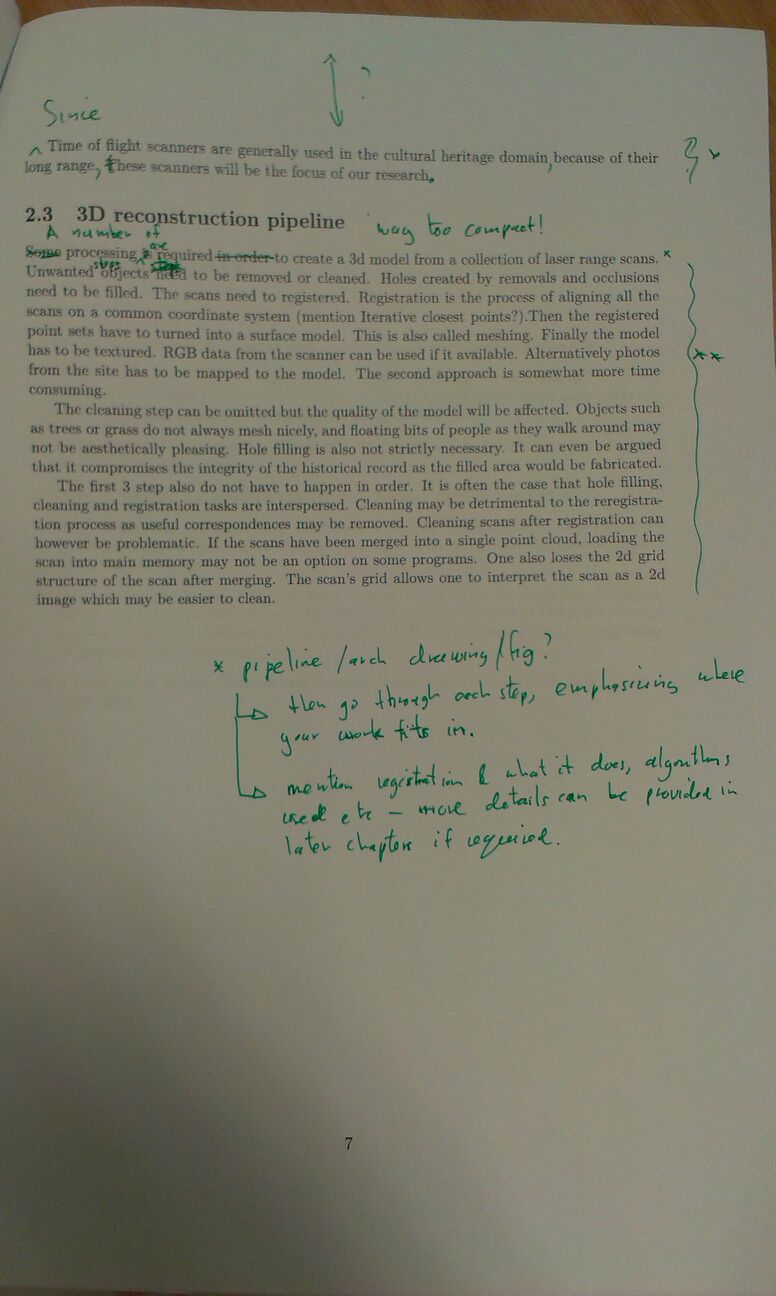 ?
Since
Time of flight scanners are generally used in the cultural heritage domain, because of their
long range, these scanners will be the focus of our research.
*
2.3 3D reconstruction pipeline
way too compact!
A number of
are
Some processing is required in order to create a 3d model from a collection of laser range scans. *
steps
Unwanted objects need to be removed or cleaned. Holes created by removals and occlusions
need to be filled. The scans need to registered. Registration is the process of aligning all the
scans on a common coordinate system (mention Iterative closest points?).Then the registered
point sets have to turned into a surface model. This is also called meshing. Finally the model
has to be textured. RGB data from the scanner can be used if it available. Alternatively photos
**
from the site has to be mapped to the model. The second approach is somewhat more time
consuming.
The cleaning step can be omitted but the quality of the model will be affected. Objects such
as trees or grass do not always mesh nicely, and floating bits of people as they walk around may
not be aesthetically pleasing. Hole filling is also not strictly necessary. It can even be argued
that it compromises the integrity of the historical record as the filled area would be fabricated.
The first 3 step also do not have to happen in order. It is often the case that hole filling,
cleaning and registration tasks are interspersed. Cleaning may be detrimental to the reregistra-
tion process as useful correspondences may be removed. Cleaning scans after registration can
however be problematic. If the scans have been merged into a single point cloud, loading the
scan into main memory may not be an option on some programs. One also loses the 2d grid
structure of the scan after merging. The scan's grid allows one to interpret the scan as a 2d
image which may be easier to clean.
* pipeline / arch drawing / fig?
then go through each step, emphasizing where
your work fits in.
mention registration & what it does, algorithms
used etc – more details can be provided in
later chapters if required.
7